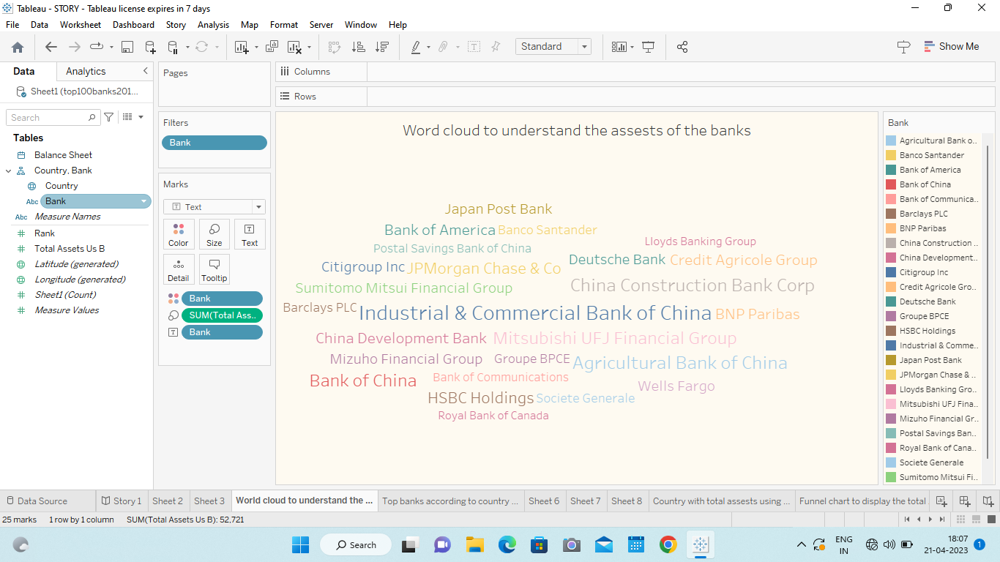 Tableau - STORY - Tableau license expires in 7 days
File Data Worksheet Dashboard Story Analysis Map Format Server Window Help
Standard
Show Me
Data Analytics
Sheet1 (top100banks201...
Search
Tables
Balance Sheet
Country, Bank
Country
Abc Bank
Abc Measure Names
Rank
Total Assets Us B
Latitude (generated)
Longitude (generated)
Sheet1 (Count)
Measure Values
Pages
Filters
Bank
Marks
Text
Color Size Text
Detail Tooltip
Bank
SUM(Total Ass..
Bank
Columns
Rows
Word cloud to understand the assests of the banks
Japan Post Bank
Bank of America Banco Santander
Lloyds Banking Group
Postal Savings Bank of China
Deutsche Bank Credit Agricole Group
Citigroup Inc JPMorgan Chase & Co
China Construction Bank Corp
Sumitomo Mitsui Financial Group
Barclays PLC Industrial & Commercial Bank of China BNP Paribas
China Development Bank Mitsubishi UFJ Financial Group
Mizuho Financial Group Groupe BPCE Agricultural Bank of China
Bank of China Bank of Communications Wells Fargo
HSBC Holdings Societe Generale
Royal Bank of Canada
Bank
Agricultural Bank o..
Banco Santander
Bank of America
Bank of China
Bank of Communica..
Barclays PLC
BNP Paribas
China Construction ..
China Development..
Citigroup Inc
Credit Agricole Gro..
Deutsche Bank
Groupe BPCE
HSBC Holdings
Industrial & Comme..
Japan Post Bank
JPMorgan Chase & ..
Lloyds Banking Gro..
Mitsubishi UFJ Fina..
Mizuho Financial Gr..
Postal Savings Ban..
Royal Bank of Cana..
Societe Generale
Sumitomo Mitsui Fi..
Data Source Story 1 Sheet 2 Sheet 3 World cloud to understand the ... Top banks according to country ... Sheet 6 Sheet 7 Sheet 8 Country with total assests using ... Funnel chart to display the total
25 marks 1 row by 1 column SUM(Total Assets Us B): 52,721
Search
ENG
IN
18:07
21-04-2023
1